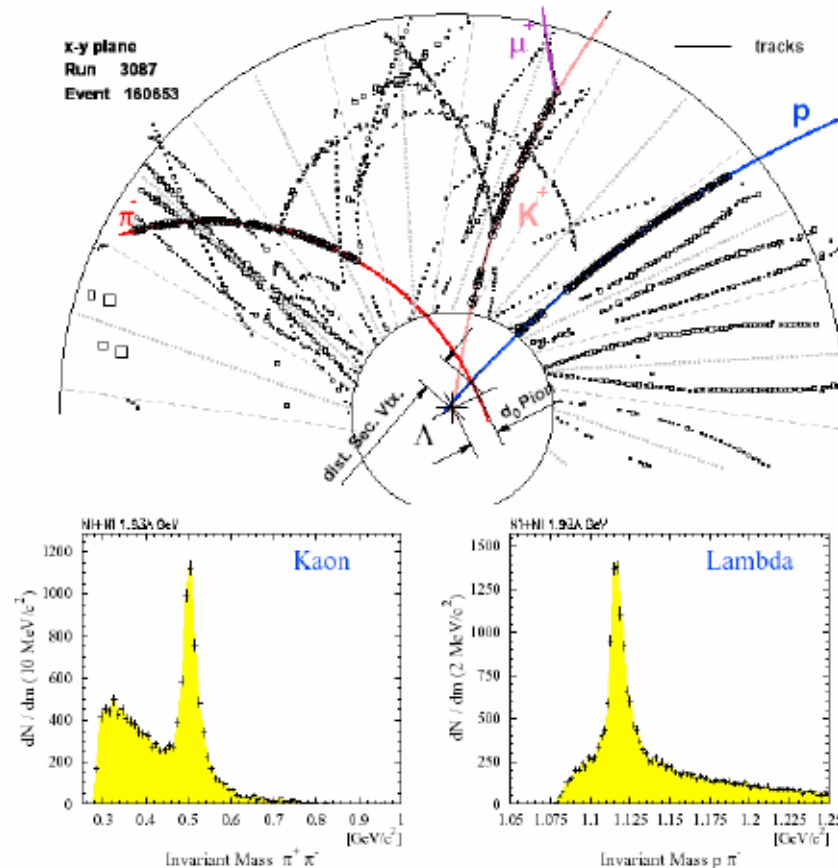 x-y plane
Run 3087
Event 160653
μ+
tracks
p
π-
K+
dist. Sec. Vtx.
Λ
d0 Pion
Kaon
dN / dm (10 MeV/c²)
1200
1000
800
600
400
200
0
0.3 0.4 0.5 0.6 0.7 0.8 0.9 1
[GeV/c²]
Invariant Mass π+ π-
Ni+Ni 1.93A GeV
Lambda
dN / dm (2 MeV/c²)
1500
1250
1000
750
500
250
0
1.05 1.075 1.1 1.125 1.15 1.175 1.2 1.225 1.25
[GeV/c²]
Invariant Mass p π-